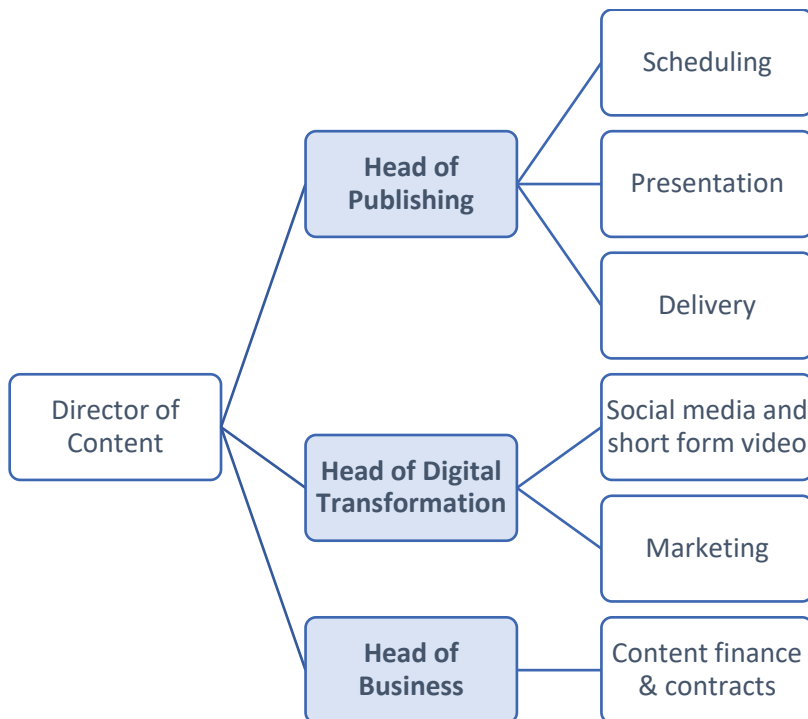 Director of
Content
Head of
Publishing
Scheduling
Presentation
Delivery
Head of Digital
Transformation
Social media and
short form video
Marketing
Head of
Business
Content finance
& contracts